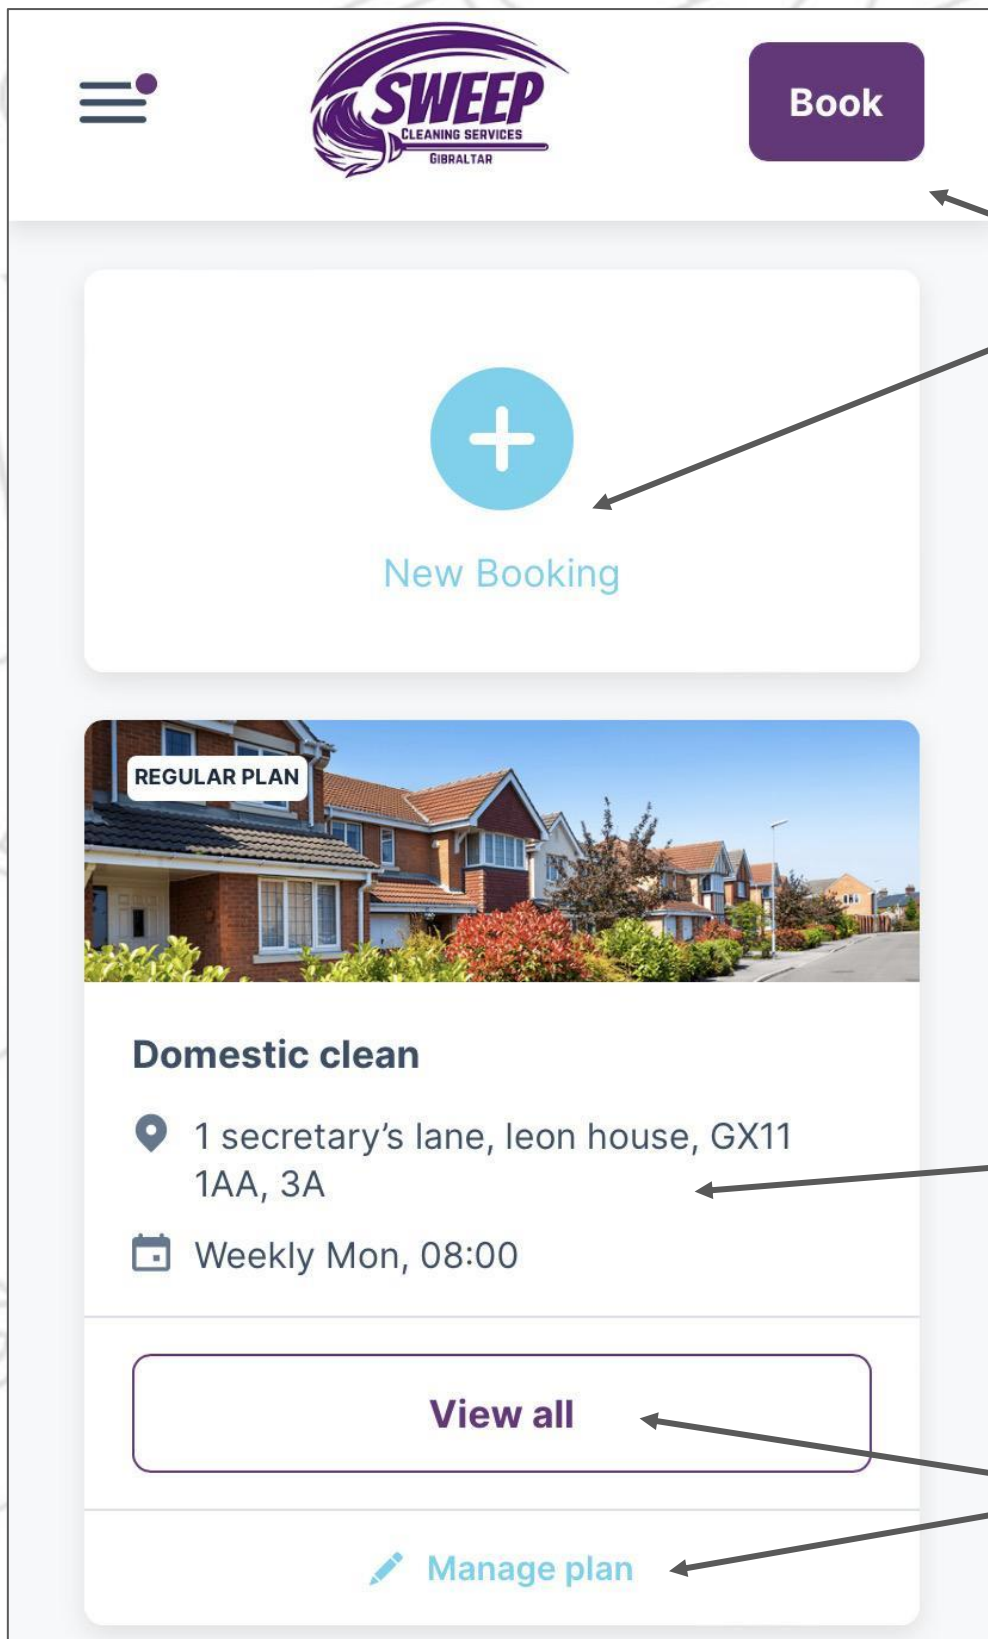 SWEEP
CLEANING SERVICES
GIBRALTAR
Book
New Booking
REGULAR PLAN
Domestic clean
1 secretary’s lane, leon house, GX11
1AA, 3A
Weekly Mon, 08:00
View all
Manage plan